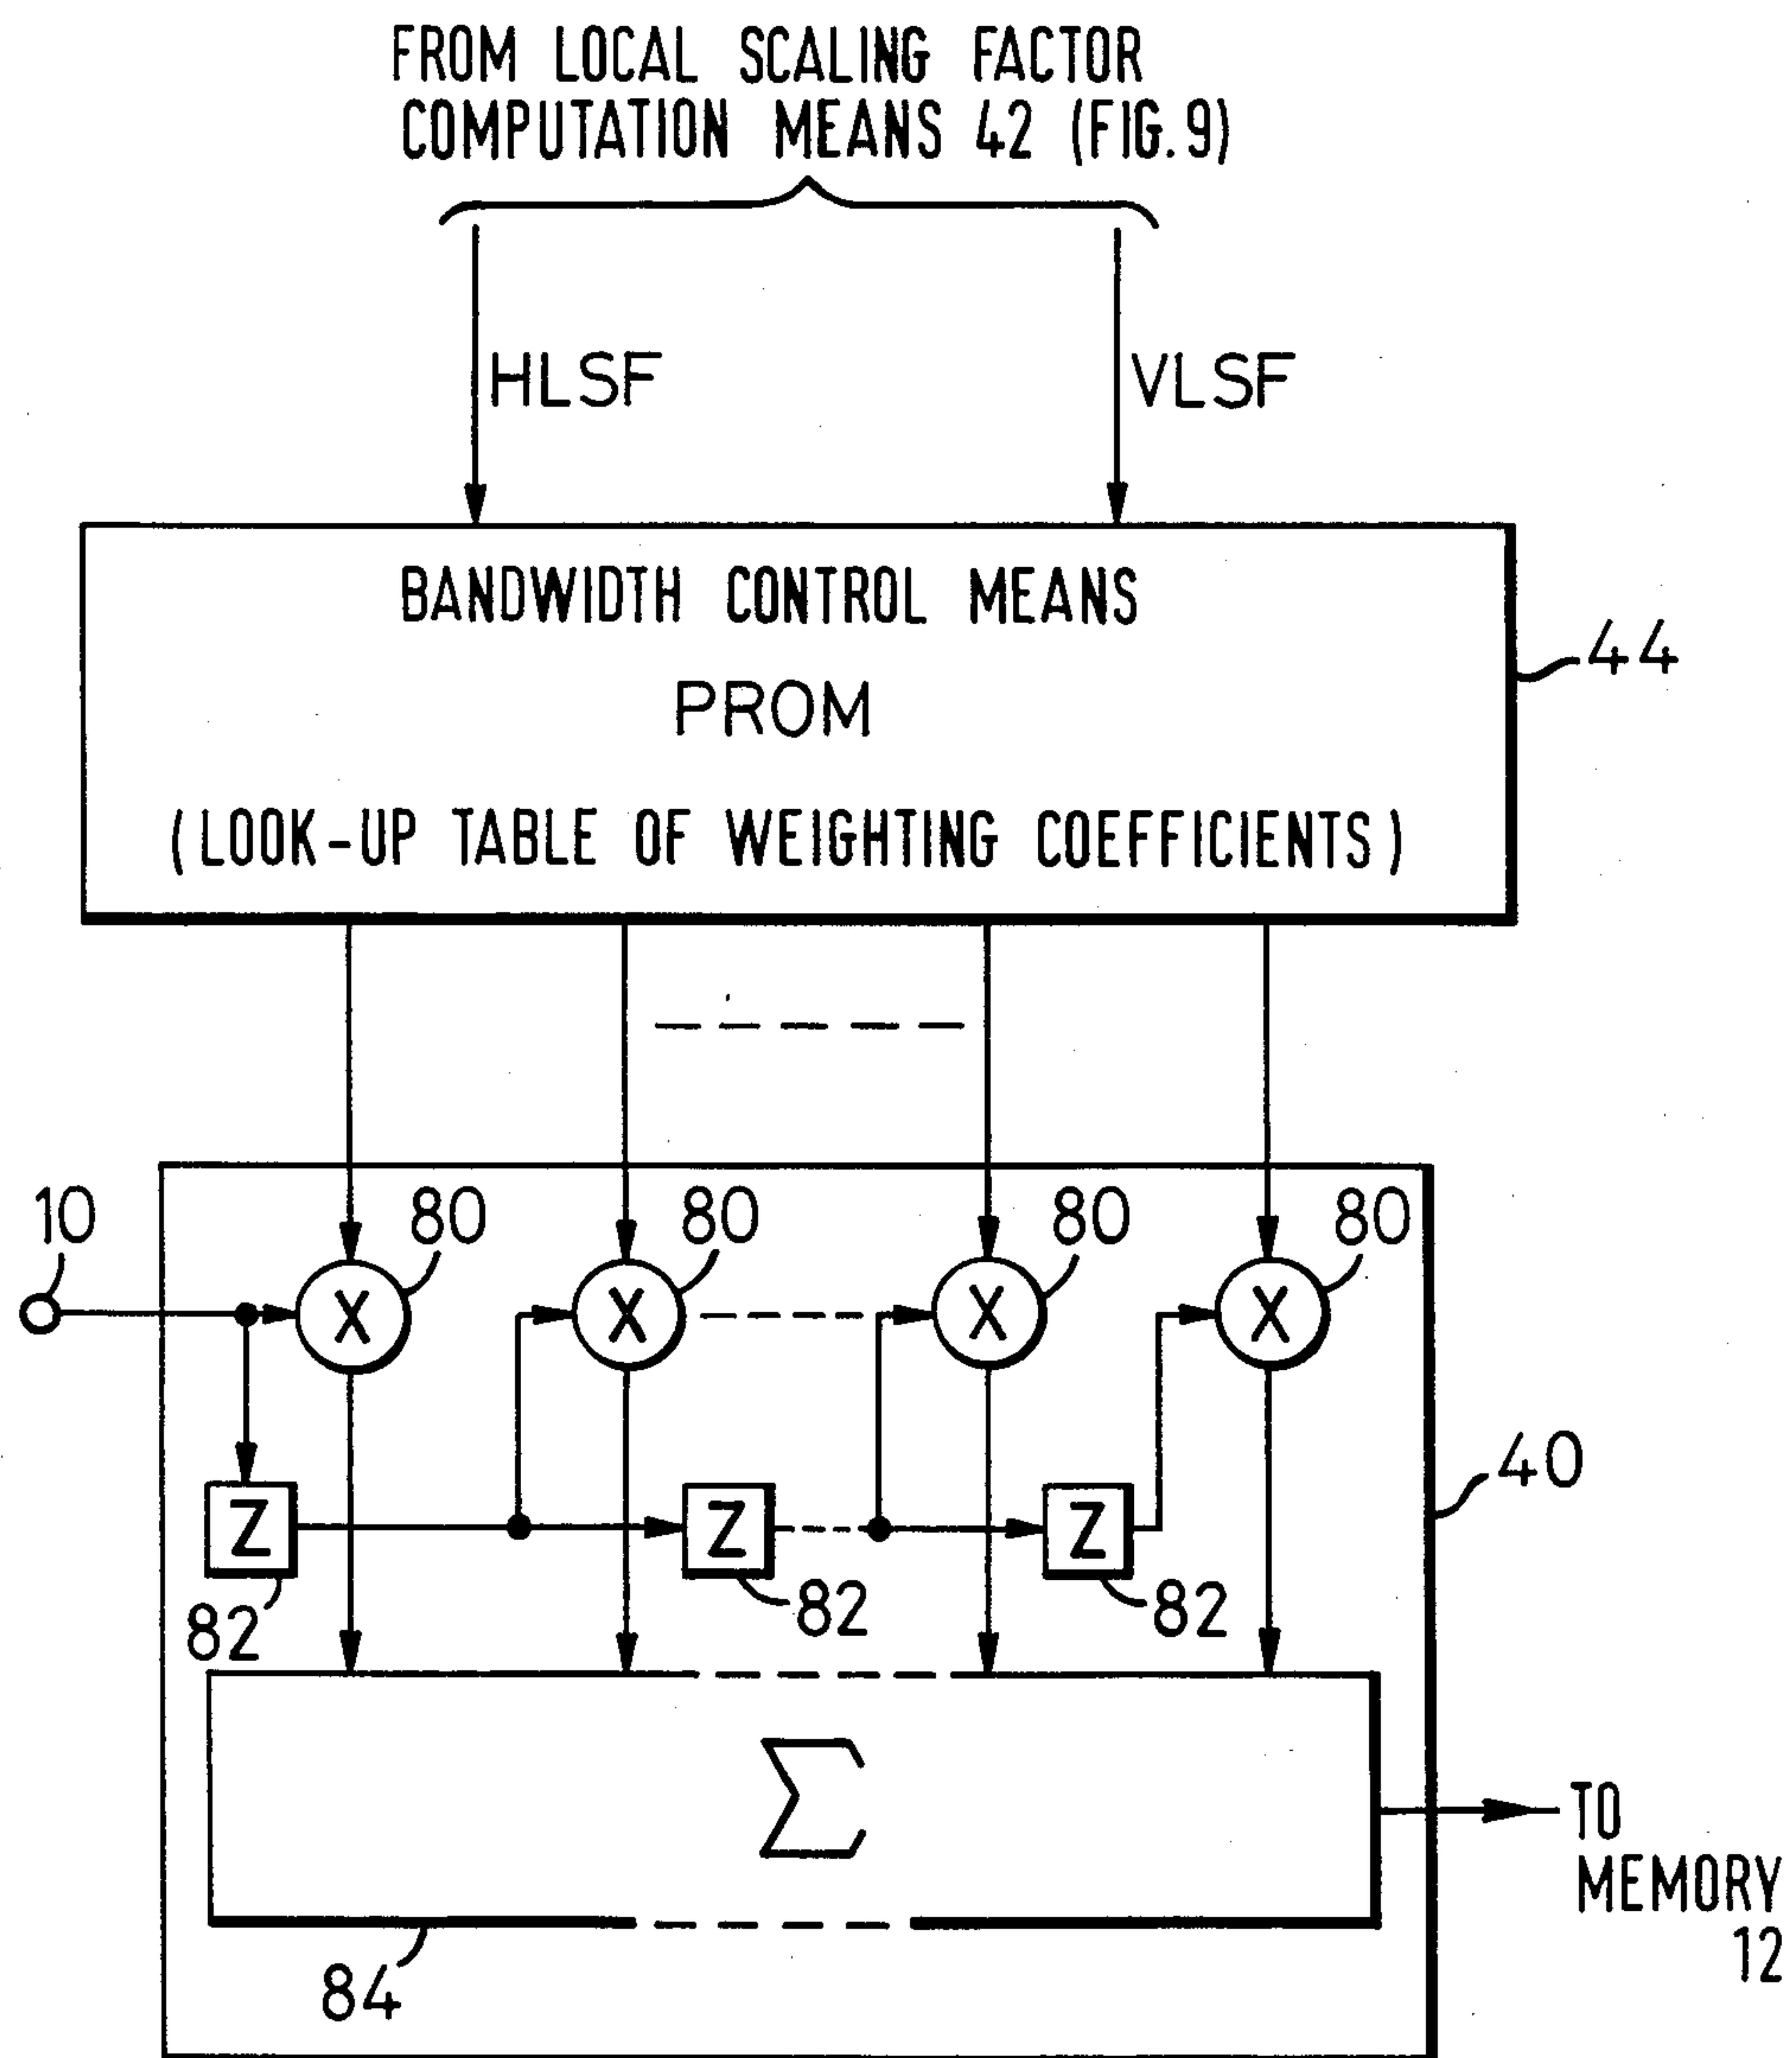 FROM LOCAL SCALING FACTOR
COMPUTATION MEANS 42 (FIG. 9)
HLSF
VLSF
BANDWIDTH CONTROL MEANS
PROM
(LOOK-UP TABLE OF WEIGHTING COEFFICIENTS)
44
10
80
80
80
80
X
X
X
X
40
Z
Z
Z
82
82
82
Σ
TO
MEMORY
12
84